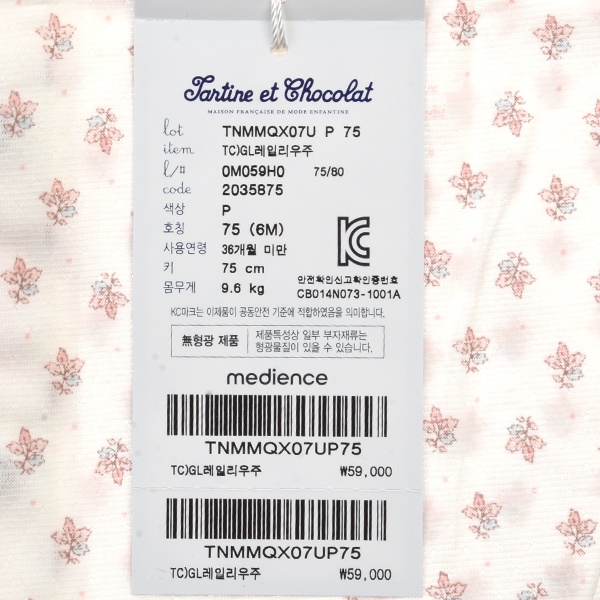 Tartine et Chocolat
MAISON FRANÇAISE DE MODE ENFANTINE
lot TNMMQX07U P 75
item TC)GL레일리우주
l/# 0M059H0 75/80
code 2035875
색상 P
호칭 75 (6M)
사용연령 36개월 미만
키 75 cm
몸무게 9.6 kg
안전확인신고확인증번호
CB014N073-1001A
KC마크는 이제품이 공동안전 기준에 적합하였음을 의미합니다.
無형광 제품
제품특성상 일부 부자재류는
형광물질이 있을 수 있습니다.
medience
TNMMQX07UP75
TC)GL레일리우주 ₩59,000
TNMMQX07UP75
TC)GL레일리우주 ₩59,000